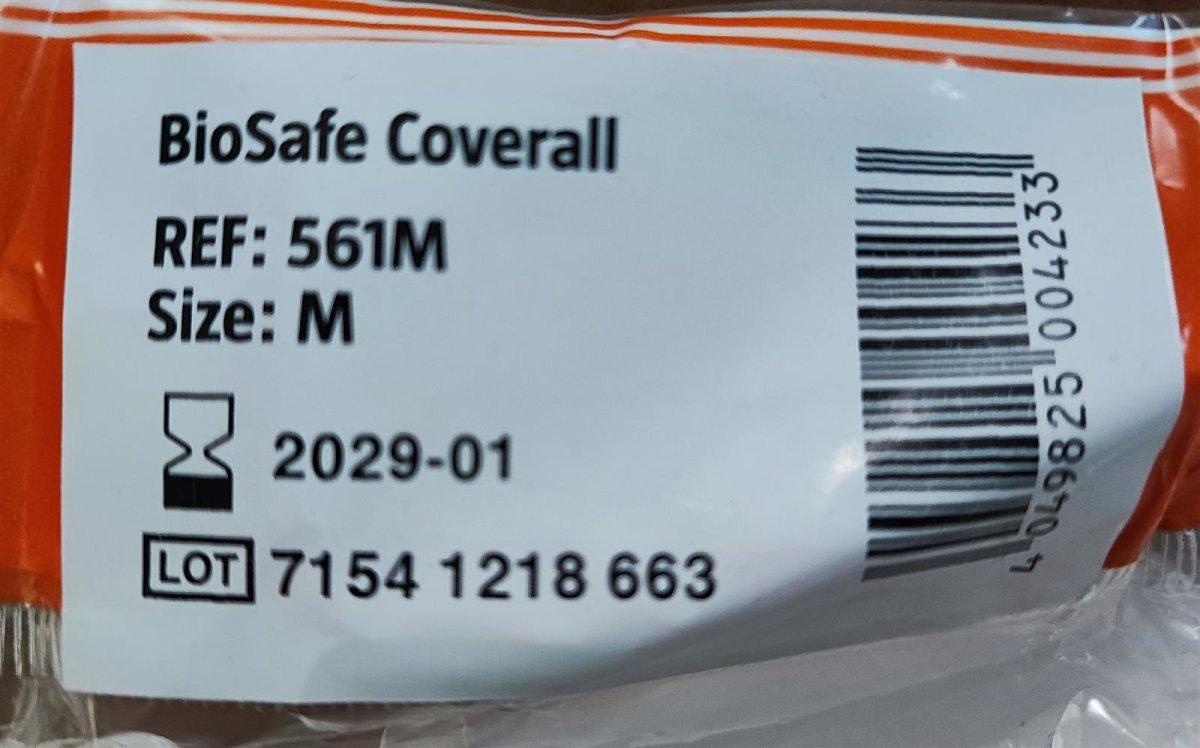 BioSafe Coverall
REF: 561M
Size: M
2029-01
LOT 7154 1218 663
4 049825 004233